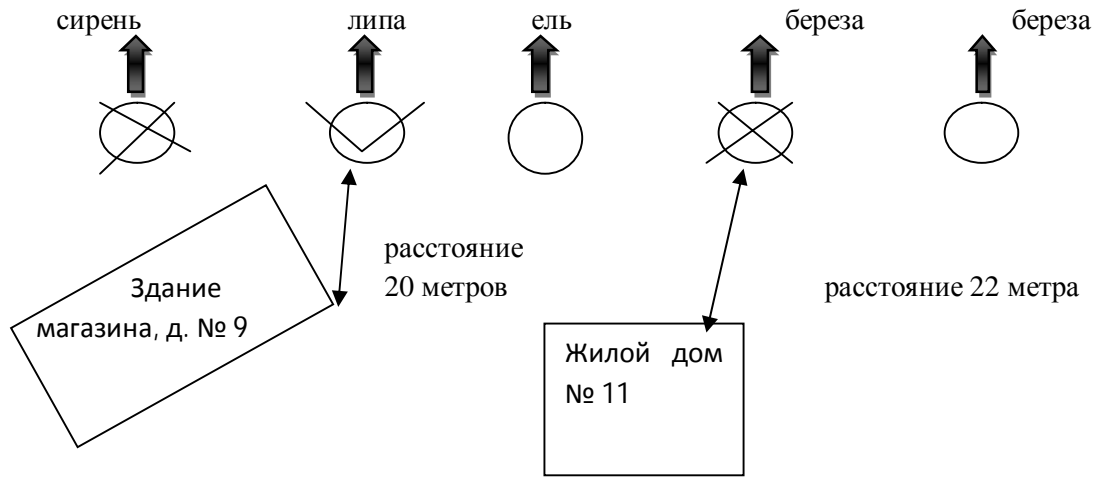 сирень липа ель береза береза
расстояние
20 метров
расстояние 22 метра
Здание
магазина, д. № 9
Жилой дом
№ 11